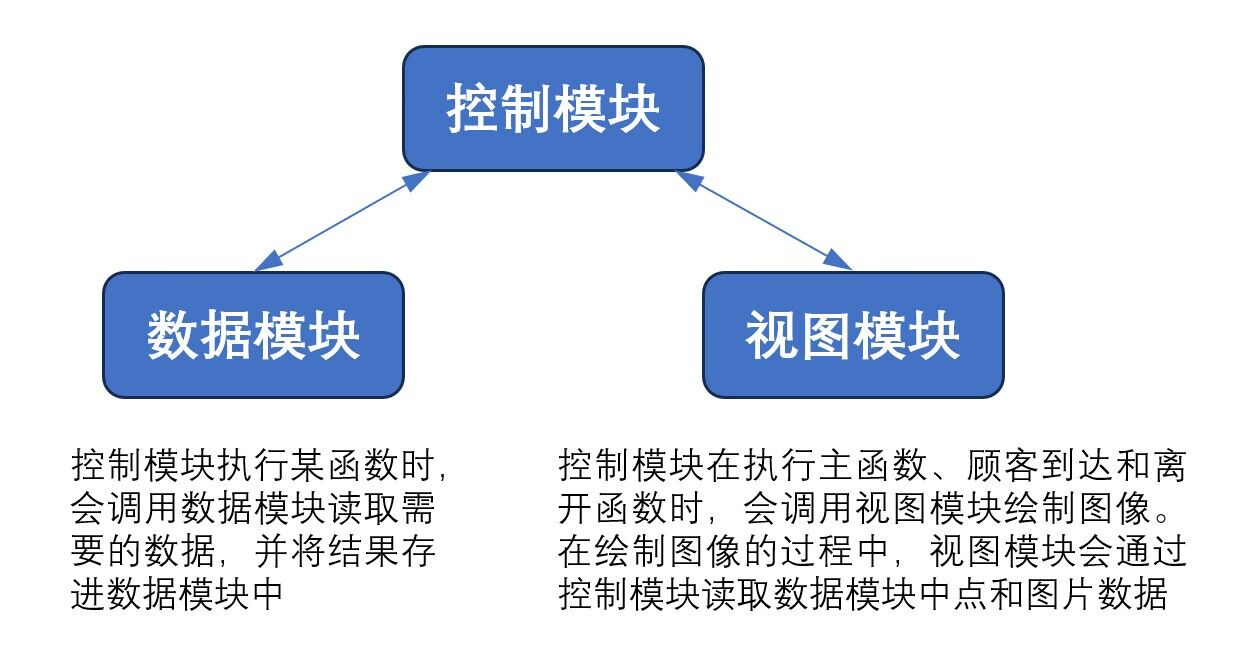 控制模块
数据模块
视图模块
控制模块执行某函数时，
会调用数据模块读取需
要的数据，并将结果存
进数据模块中
控制模块在执行主函数、顾客到达和离
开函数时，会调用视图模块绘制图像。
在绘制图像的过程中，视图模块会通过
控制模块读取数据模块中点和图片数据